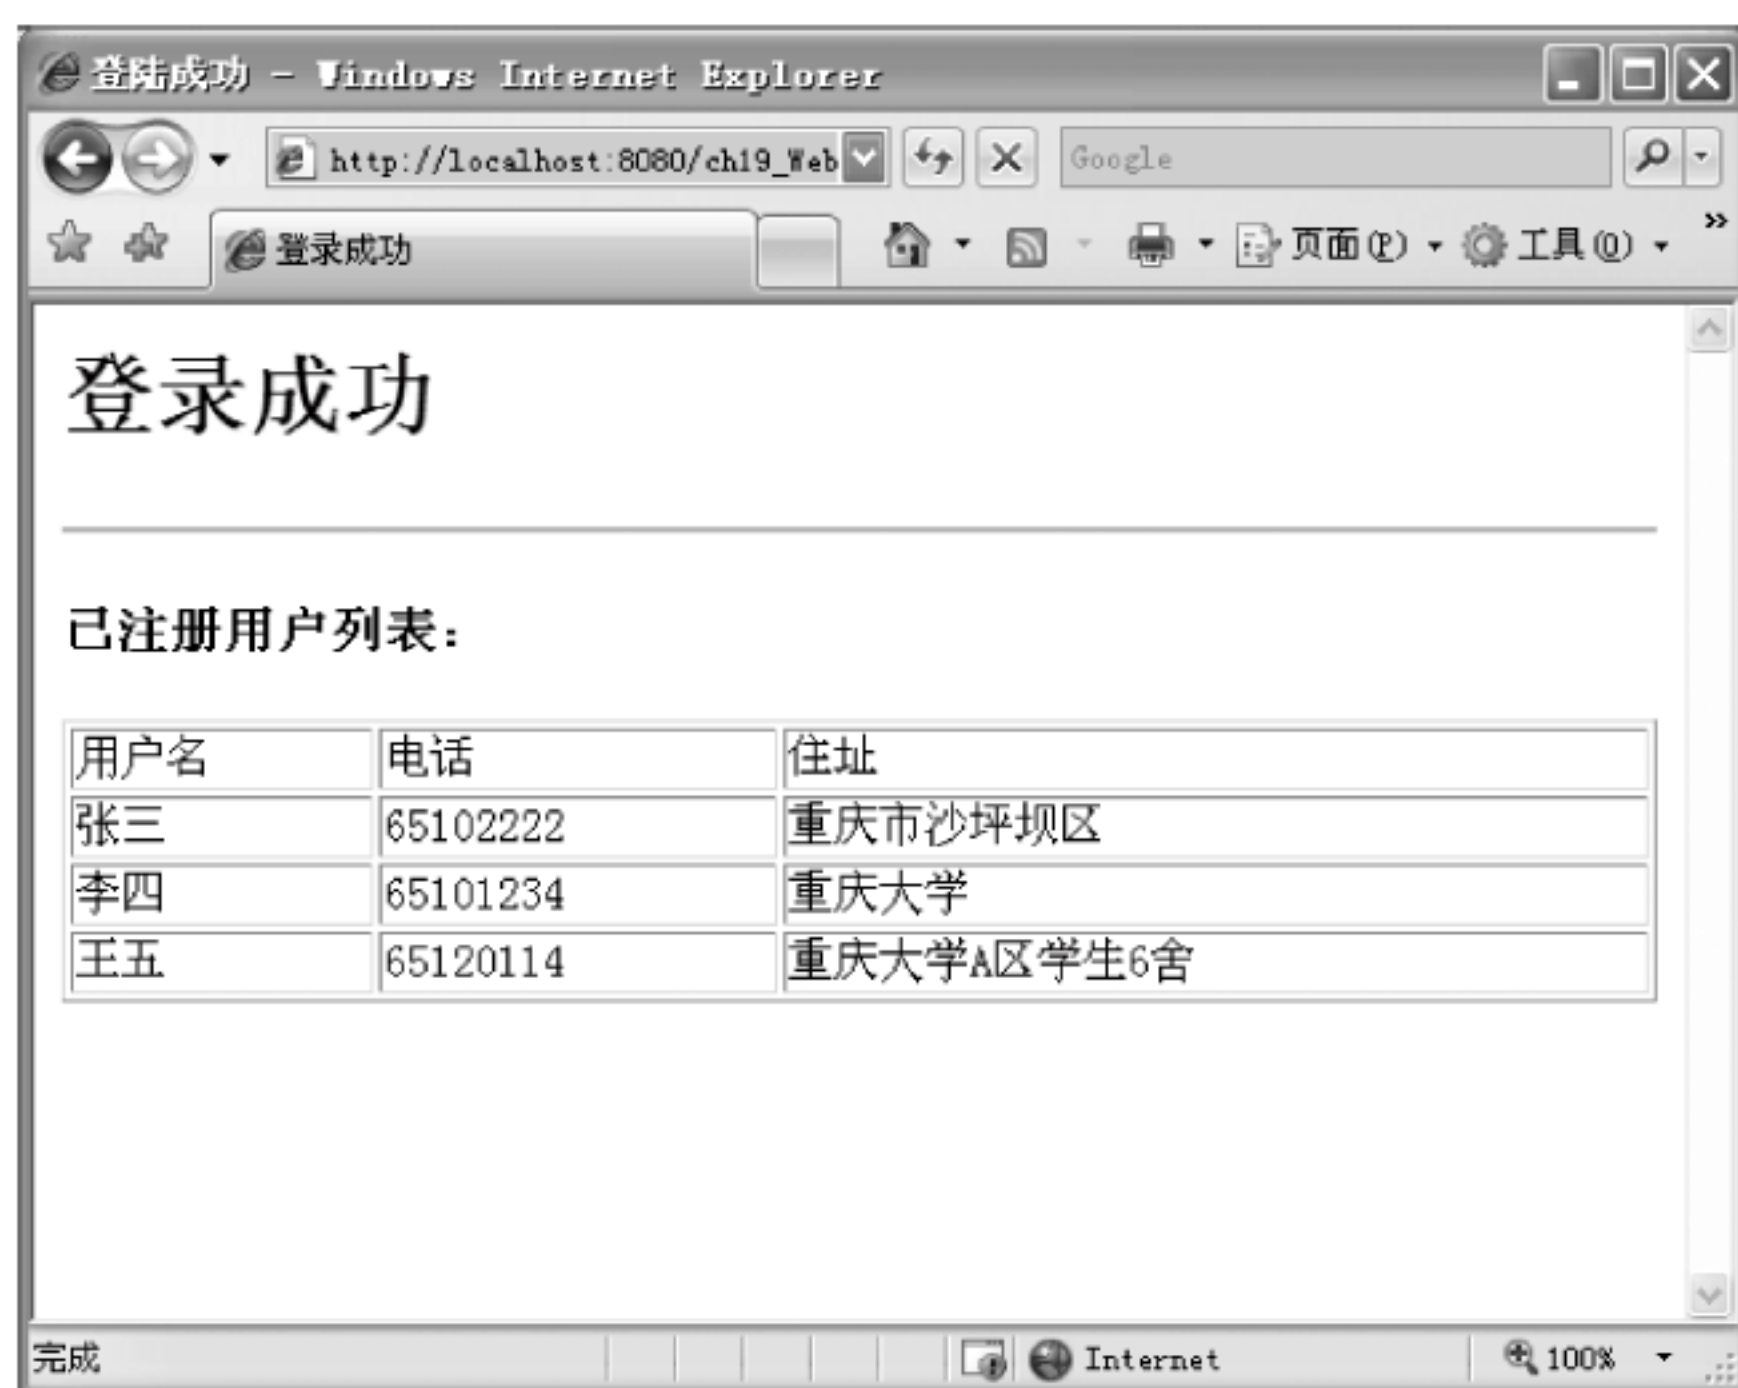 登陆成功 - Windows Internet Explorer
http://localhost:8080/ch19_Web
Google
登录成功
页面(P)
工具(O)
登录成功
已注册用户列表：
用户名 电话 住址
张三 65102222 重庆市沙坪坝区
李四 65101234 重庆大学
王五 65120114 重庆大学A区学生6舍
完成
Internet
100%